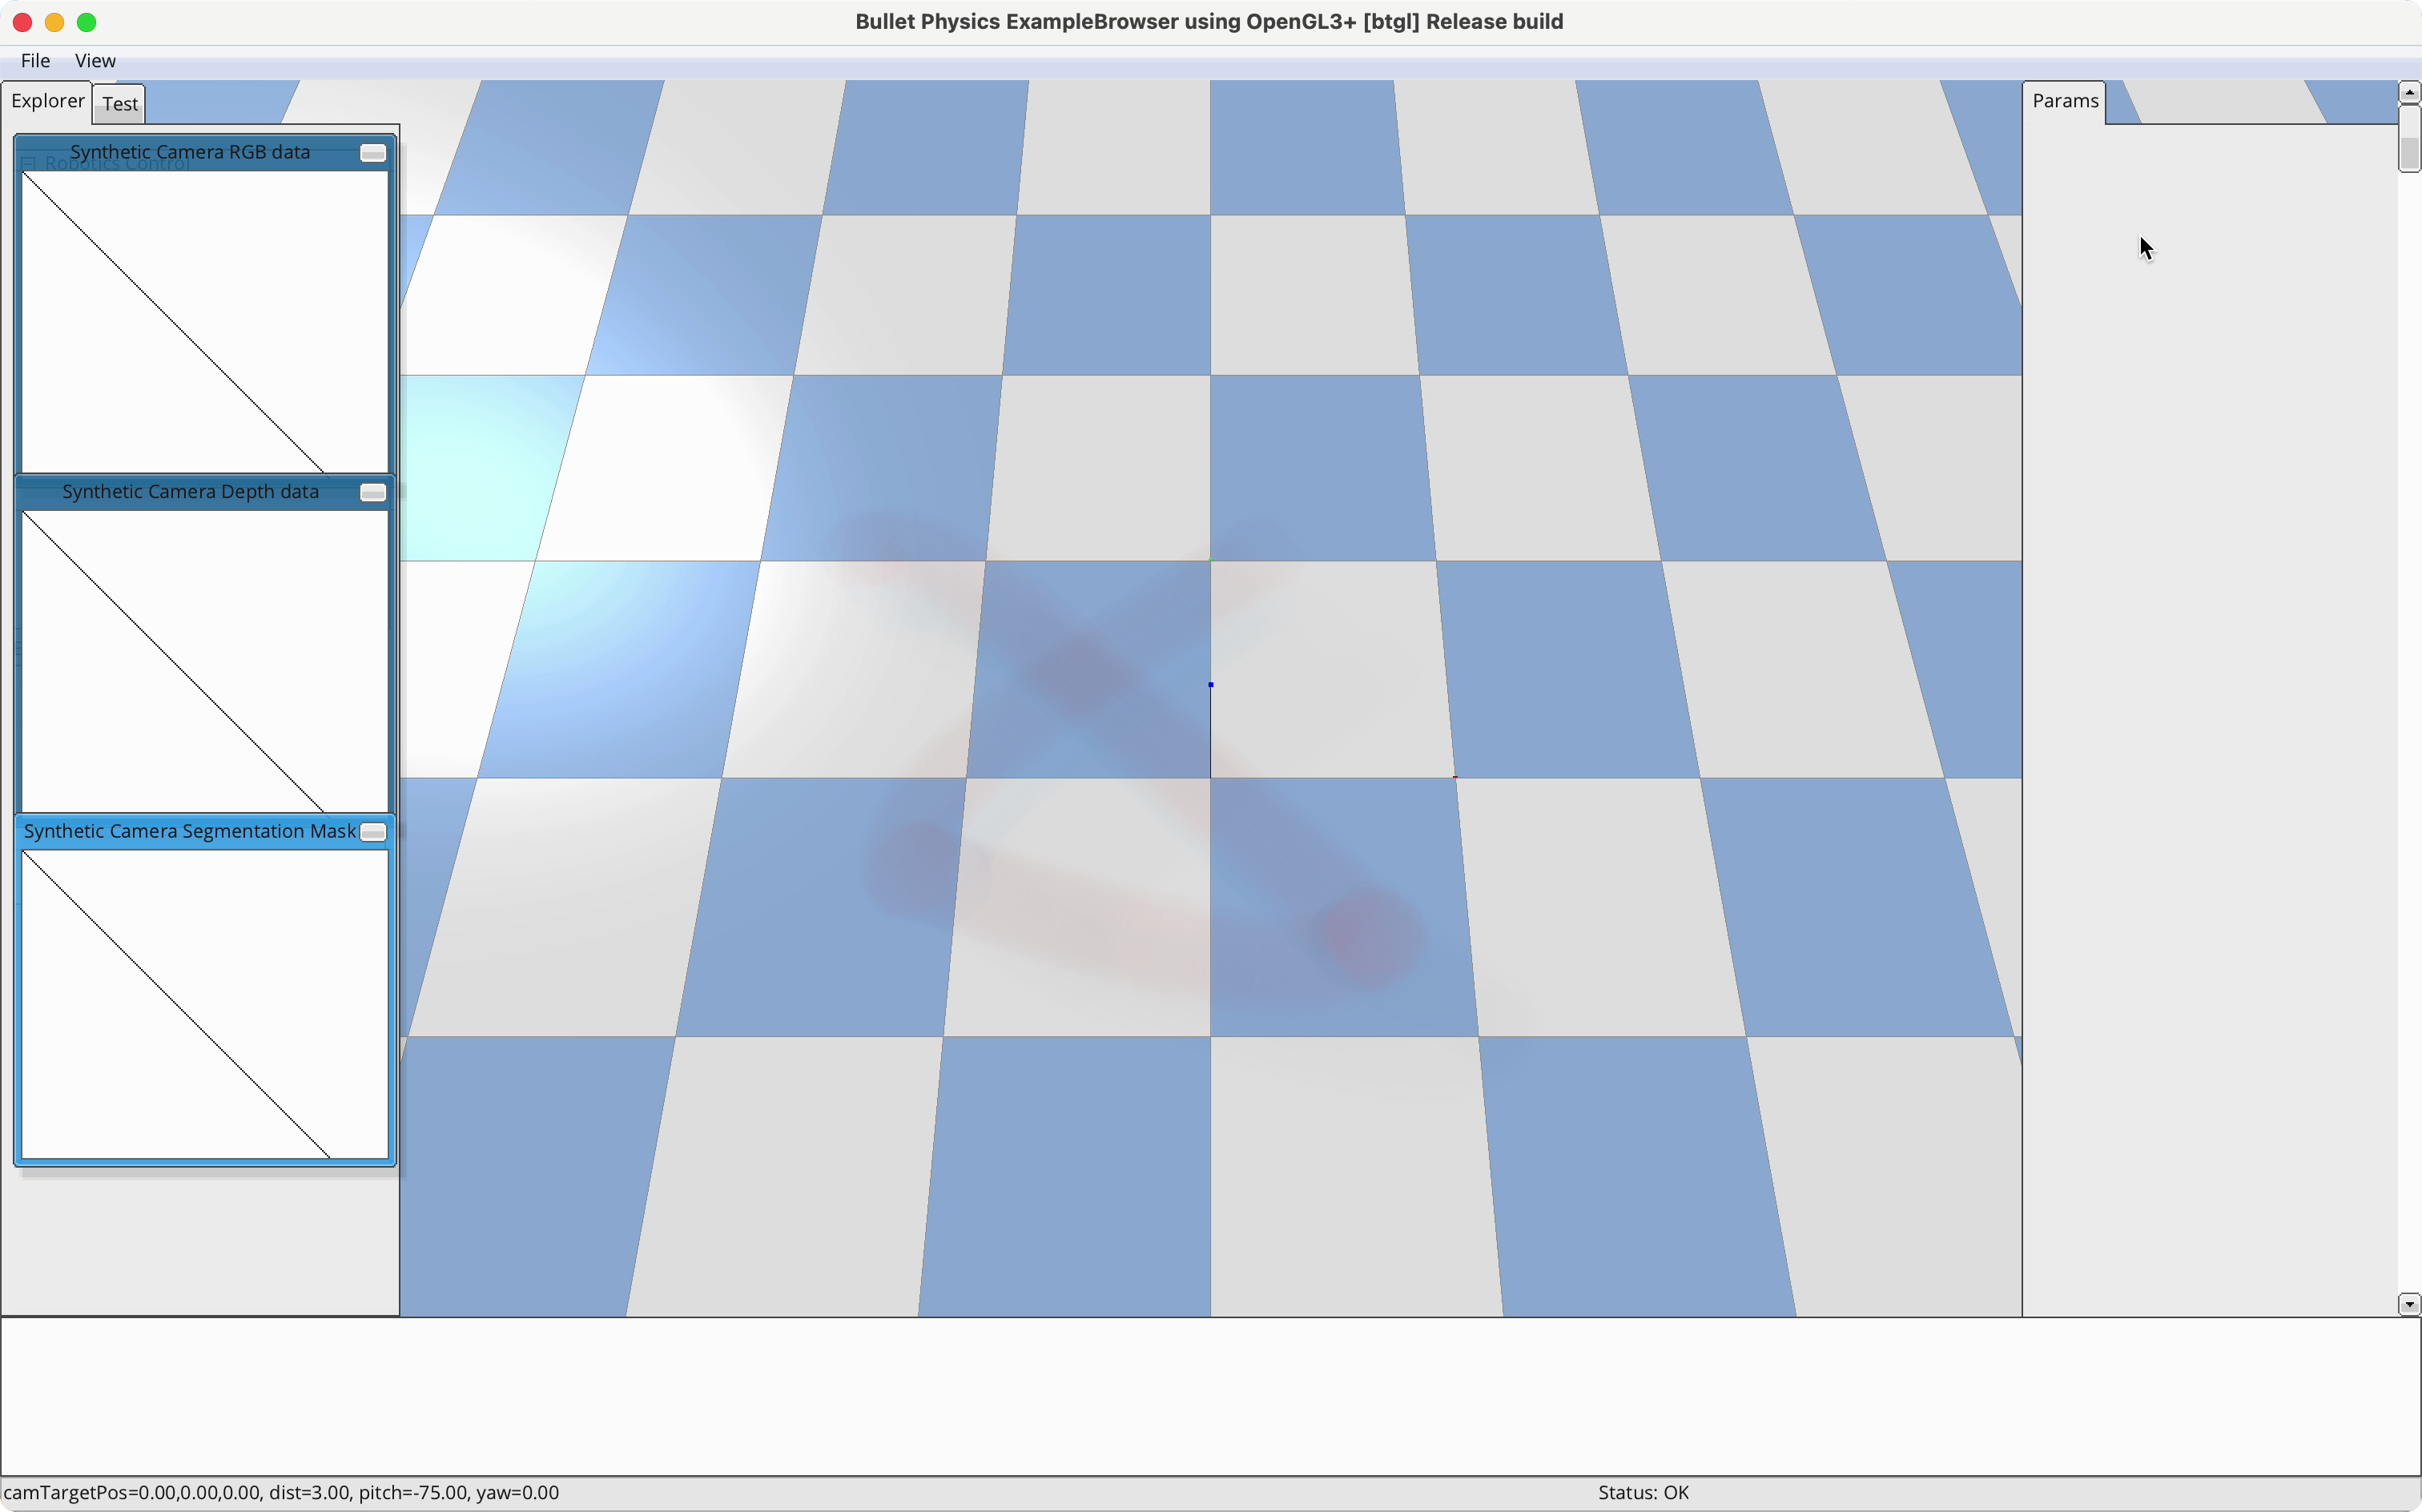 Bullet Physics ExampleBrowser using OpenGL3+ [btgl] Release build
File View
Explorer Test
Params
Synthetic Camera RGB data
Robotics Control
Synthetic Camera Depth data
Synthetic Camera Segmentation Mask
camTargetPos=0.00,0.00,0.00, dist=3.00, pitch=-75.00, yaw=0.00
Status: OK